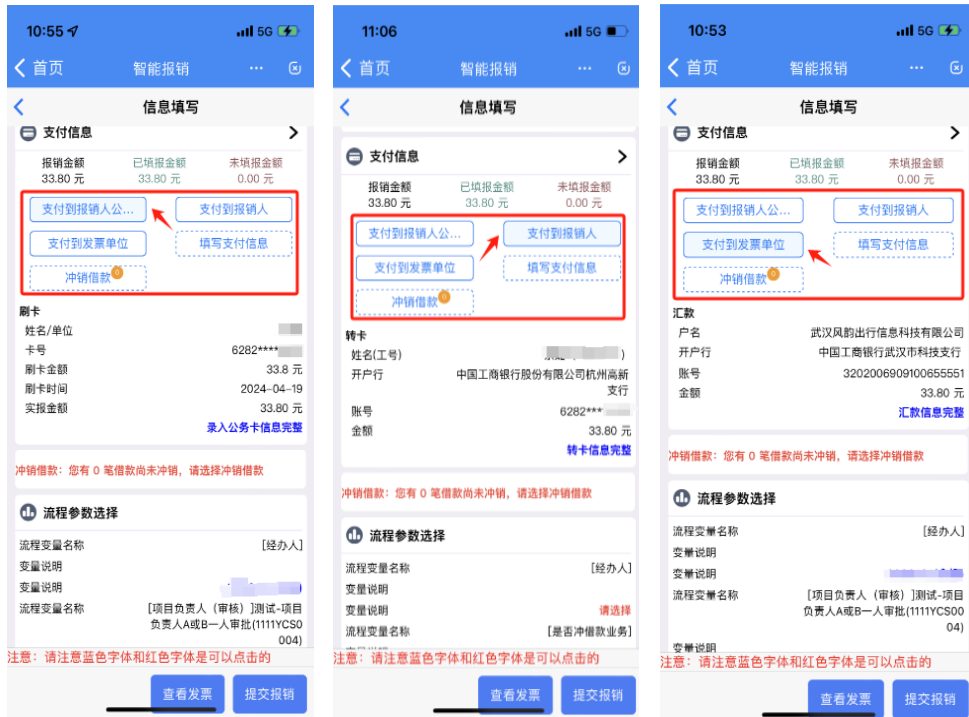 10:55
5G
首页
智能报销
信息填写
支付信息
报销金额 已填报金额 未填报金额
33.80 元 33.80 元 0.00 元
支付到报销人公... 支付到报销人
支付到发票单位 填写支付信息
冲销借款 0
刷卡
姓名/单位
卡号 6282****
刷卡金额 33.8 元
刷卡时间 2024-04-19
实报金额 33.80 元
录入公务卡信息完整
冲销借款：您有 0 笔借款尚未冲销，请选择冲销借款
流程参数选择
流程变量名称 [经办人]
变量说明
变量说明
流程变量名称 [项目负责人（审核）]测试-项目
负责人A或B一人审批(1111YCS0
004)
注意：请注意蓝色字体和红色字体是可以点击的
查看发票 提交报销
11:06
5G
首页
智能报销
信息填写
支付信息
报销金额 已填报金额 未填报金额
33.80 元 33.80 元 0.00 元
支付到报销人公... 支付到报销人
支付到发票单位 填写支付信息
冲销借款 0
转卡
姓名(工号) )
开户行 中国工商银行股份有限公司杭州高新
支行
账号 6282***
金额 33.80 元
转卡信息完整
冲销借款：您有 0 笔借款尚未冲销，请选择冲销借款
流程参数选择
流程变量名称 [经办人]
变量说明
变量说明 请选择
流程变量名称 [是否冲借款业务]
注意：请注意蓝色字体和红色字体是可以点击的
查看发票 提交报销
10:53
5G
首页
智能报销
信息填写
支付信息
报销金额 已填报金额 未填报金额
33.80 元 33.80 元 0.00 元
支付到报销人公... 支付到报销人
支付到发票单位 填写支付信息
冲销借款 0
汇款
户名 武汉风韵出行信息科技有限公司
开户行 中国工商银行武汉市科技支行
账号 3202006909100655551
金额 33.80 元
汇款信息完整
冲销借款：您有 0 笔借款尚未冲销，请选择冲销借款
流程参数选择
流程变量名称 [经办人]
变量说明
变量说明
流程变量名称 [项目负责人（审核）]测试-项目
负责人A或B一人审批(1111YCS00
04)
变量说明
注意：请注意蓝色字体和红色字体是可以点击的
查看发票 提交报销